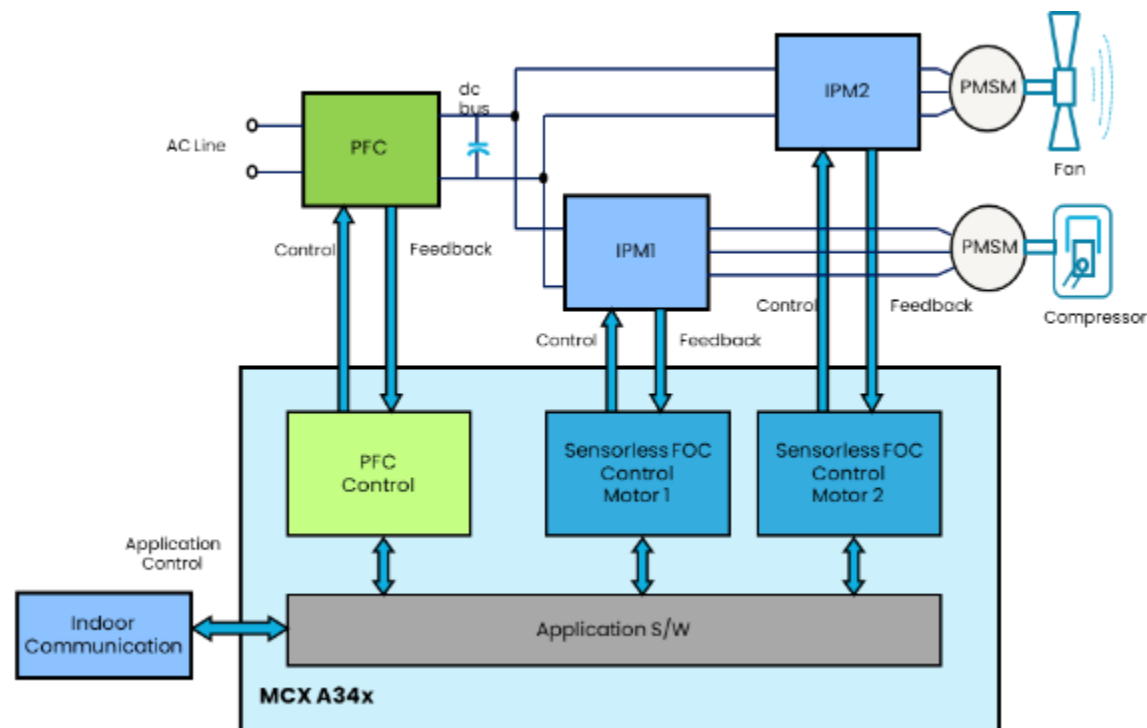 dc
bus
IPM2
PMSM
AC Line
PFC
Fan
Control
Feedback
IPM1
PMSM
Control
Feedback
Compressor
Control
Feedback
PFC
Control
Sensorless FOC
Control
Motor 1
Sensorless FOC
Control
Motor 2
Application
Control
Indoor
Communication
Application S/W
MCX A34x